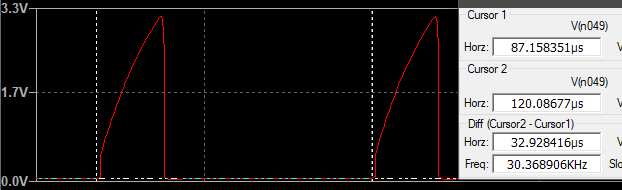 3.3V
1.7V
0.0V
Cursor 1
V(n049)
Horz: 87.158351µs V
Cursor 2
V(n049)
Horz: 120.08677µs V
Diff (Cursor2 - Cursor1)
Horz: 32.928416µs V
Freq: 30.368906KHz Slo